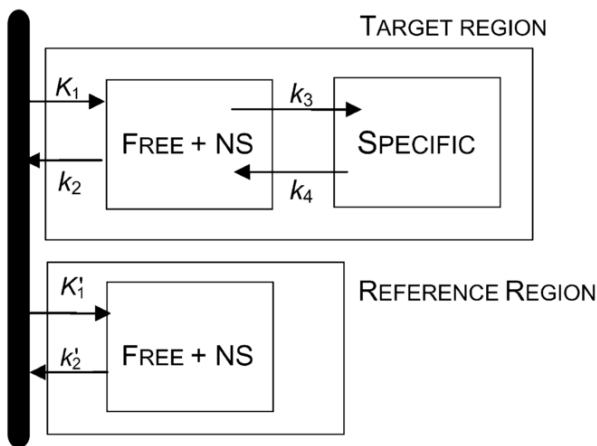 TARGET REGION
K1
k3
FREE + NS
SPECIFIC
k2
k4
K'1
REFERENCE REGION
FREE + NS
k'2